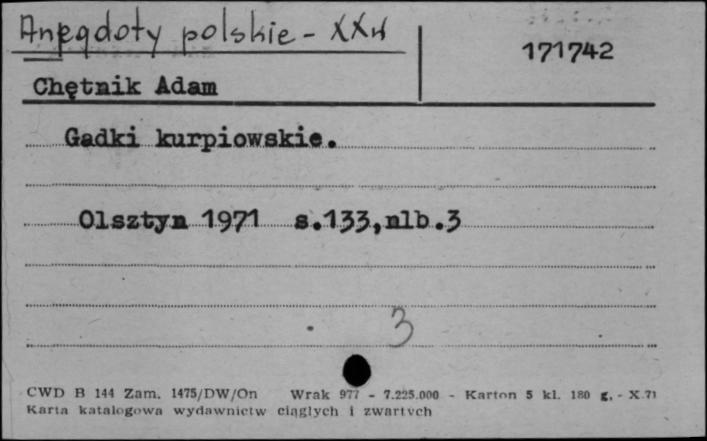 Anegdoty polskie - XXw
171742
Chętnik Adam
Gadki kurpiowskie.
Olsztyn 1971 s.133,nlb.3
3
CWD B 144 Zam. 1475/DW/On Wrak 977 - 7.225.000 - Karton 5 kl. 180 g. - X.71
Karta katalogowa wydawnictw ciągłych i zwartych